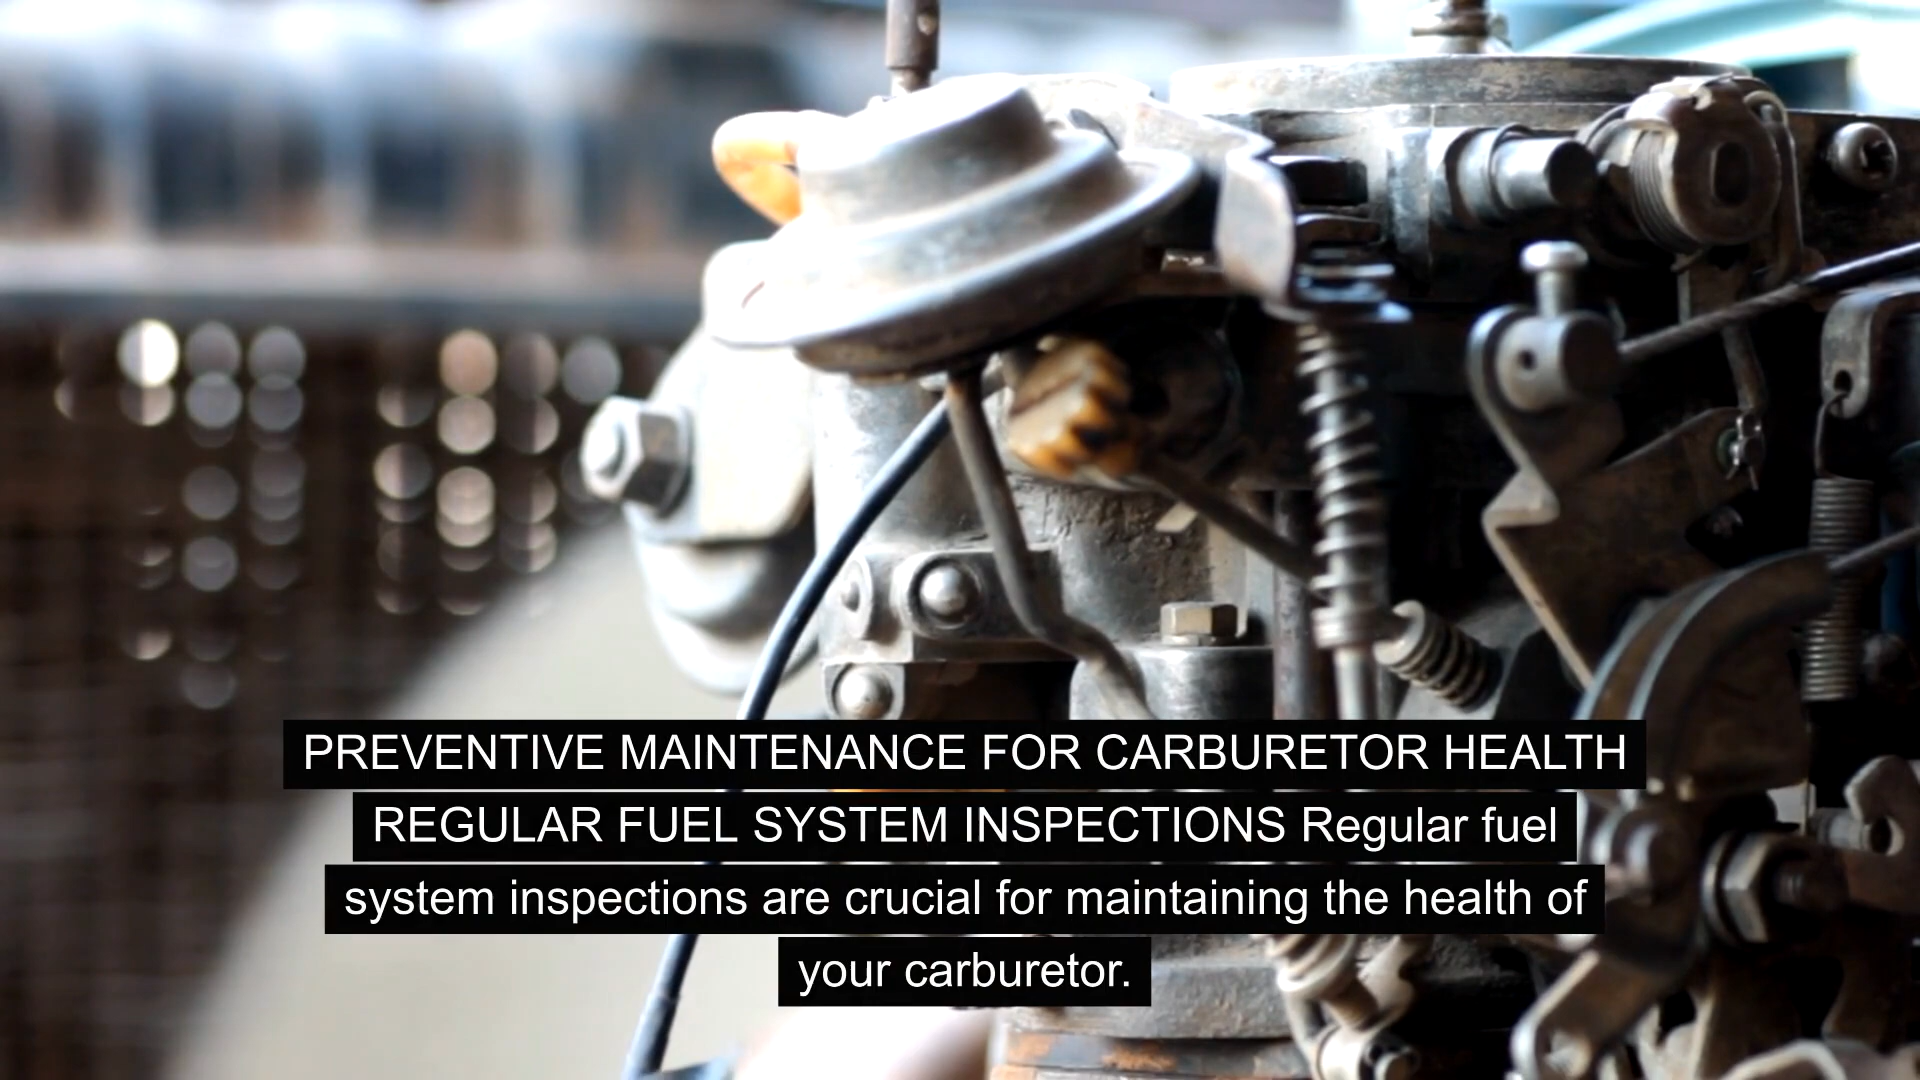 PREVENTIVE MAINTENANCE FOR CARBURETOR HEALTH
REGULAR FUEL SYSTEM INSPECTIONS Regular fuel
system inspections are crucial for maintaining the health of
your carburetor.